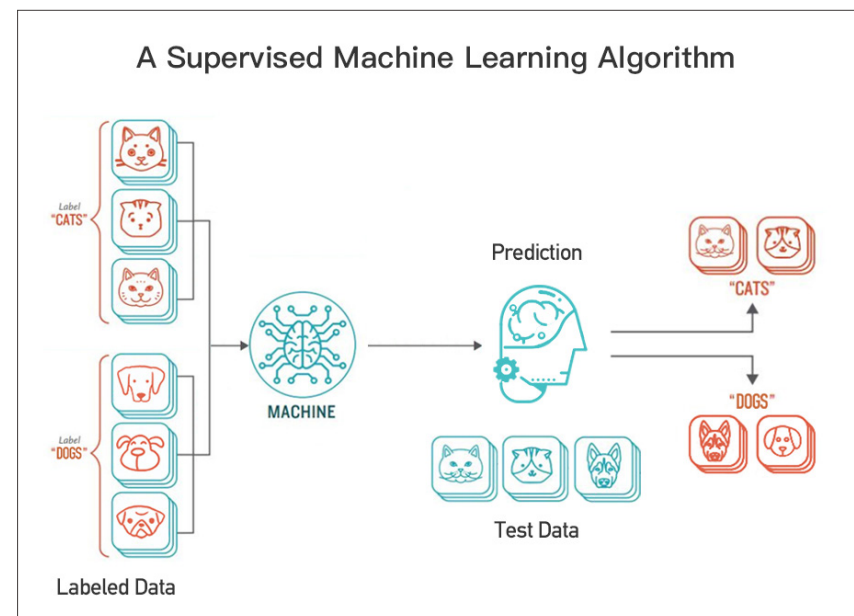 A Supervised Machine Learning Algorithm
Label
"CATS"
Prediction
"CATS"
MACHINE
"DOGS"
Label
"DOGS"
Test Data
Labeled Data